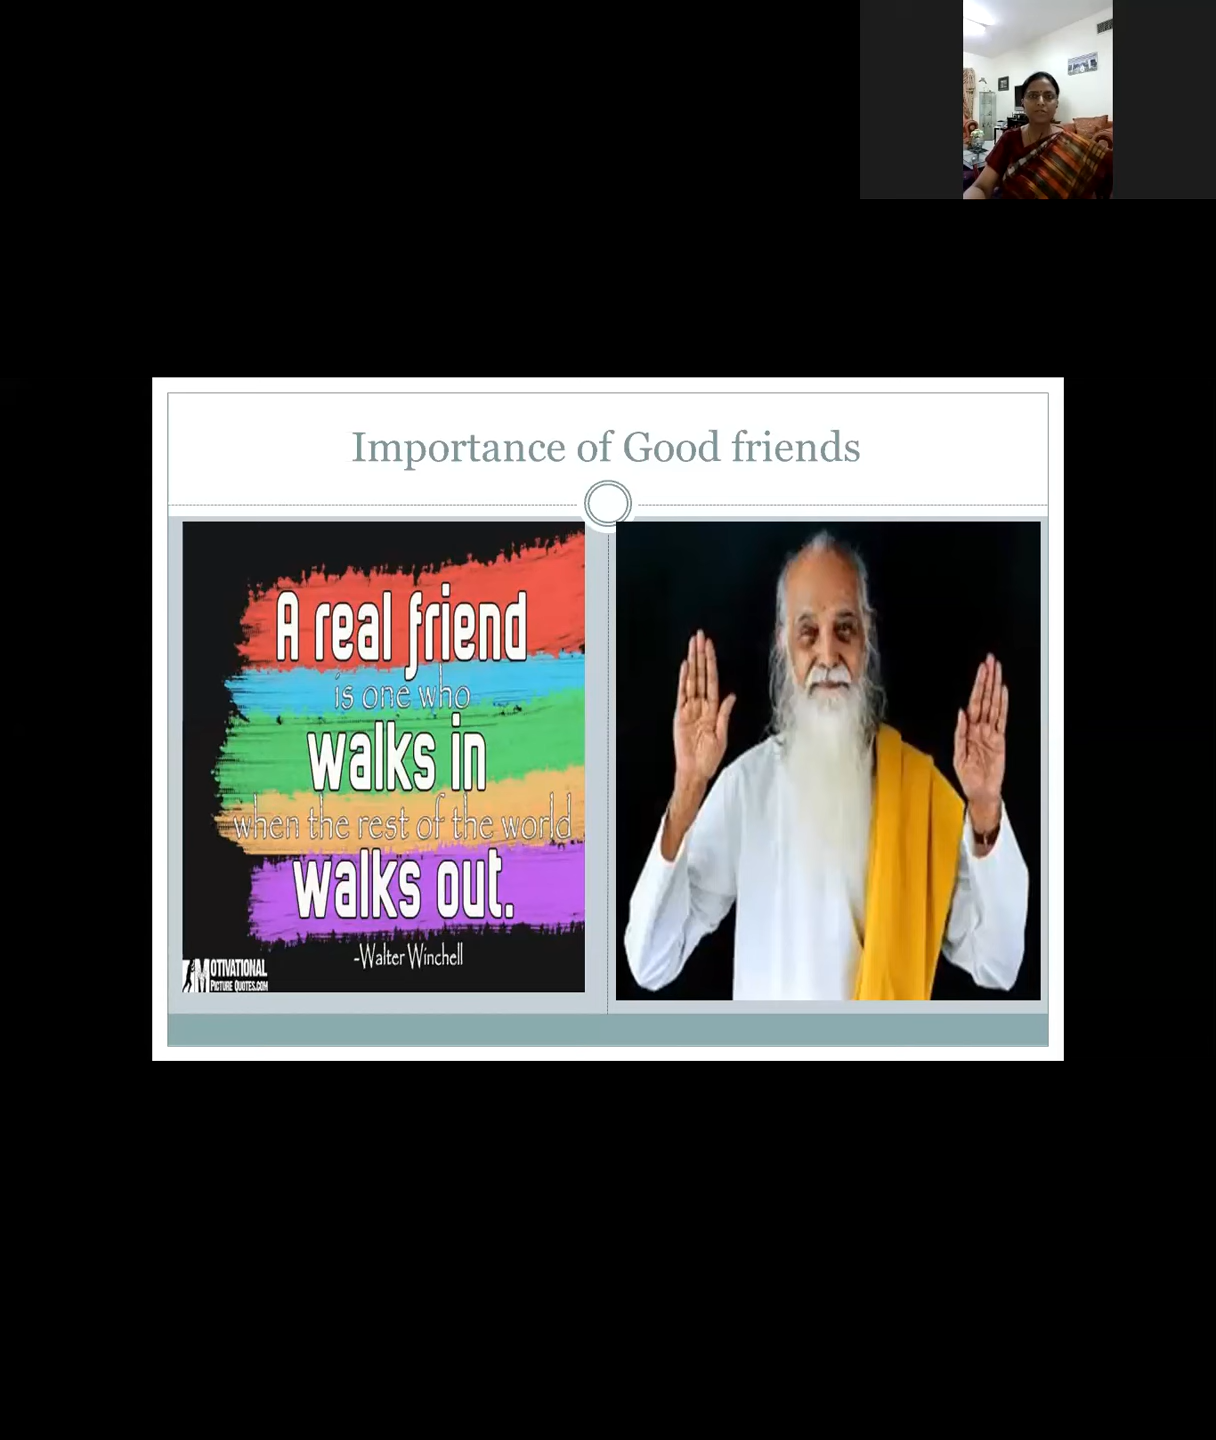 Importance of Good friends
A real friend
is one who
walks in
when the rest of the world
walks out.
-Walter Winchell
MOTIVATIONAL
PICTURE QUOTES.COM